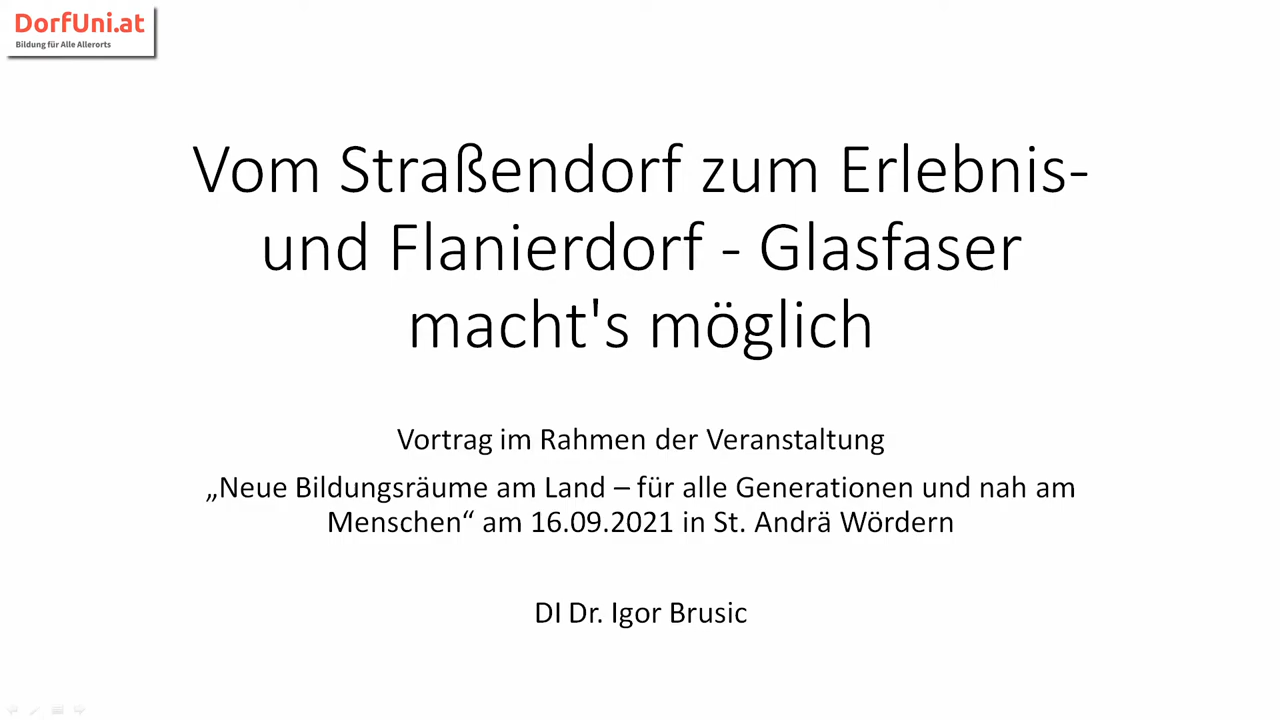 DorfUni.at
Bildung für Alle Allerorts
Vom Straßendorf zum Erlebnis-
und Flanierdorf - Glasfaser
macht's möglich
Vortrag im Rahmen der Veranstaltung
„Neue Bildungsräume am Land – für alle Generationen und nah am
Menschen“ am 16.09.2021 in St. Andrä Wördern
DI Dr. Igor Brusic